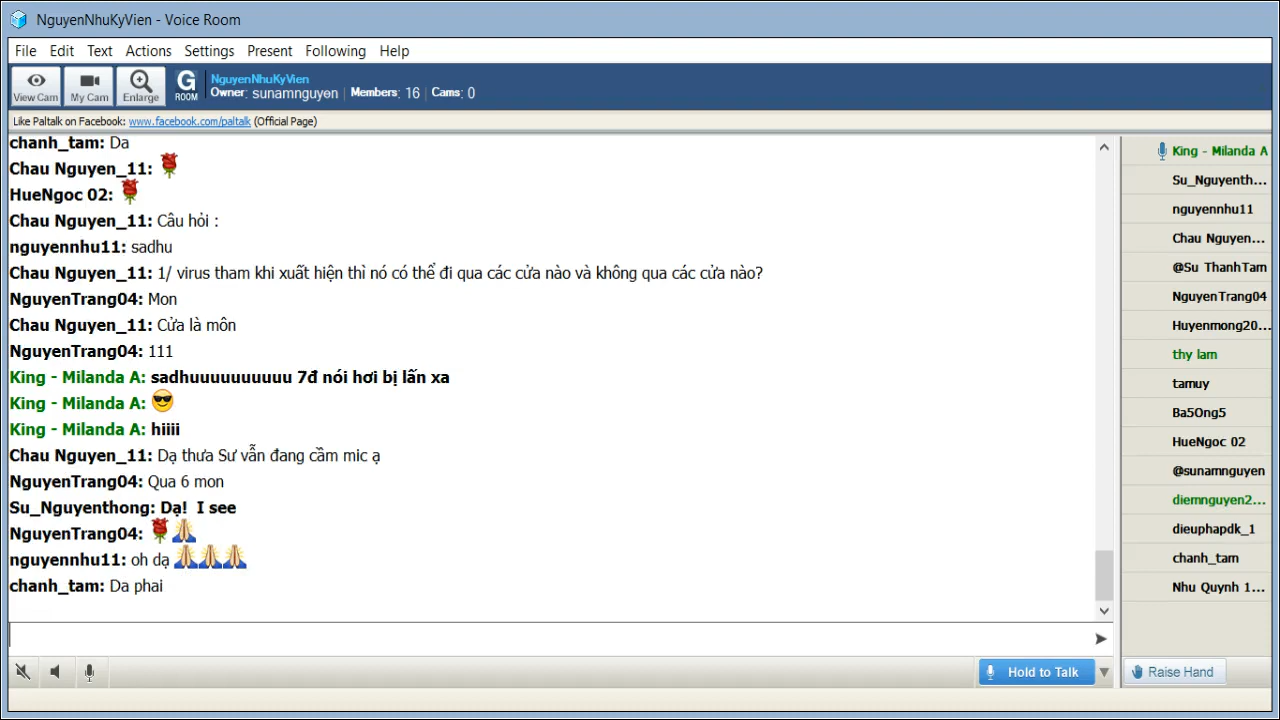 NguyenNhuKyVien - Voice Room
File Edit Text Actions Settings Present Following Help
View Cam My Cam Enlarge G ROOM
NguyenNhuKyVien
Owner: sunamnguyen | Members: 16 | Cams: 0
Like Paltalk on Facebook: www.facebook.com/paltalk (Official Page)
chanh_tam: Da
Chau Nguyen_11:
HueNgoc 02:
Chau Nguyen_11: Câu hỏi :
nguyennhu11: sadhu
Chau Nguyen_11: 1/ virus tham khi xuất hiện thì nó có thể đi qua các cửa nào và không qua các cửa nào?
NguyenTrang04: Mon
Chau Nguyen_11: Cửa là môn
NguyenTrang04: 111
King - Milanda A: sadhuuuuuuuuuu 7đ nói hơi bị lấn xa
King - Milanda A:
King - Milanda A: hiiii
Chau Nguyen_11: Dạ thưa Sư vẫn đang cầm mic ạ
NguyenTrang04: Qua 6 mon
Su_Nguyenthong: Dạ! I see
NguyenTrang04:
nguyennhu11: oh dạ
chanh_tam: Da phai
King - Milanda A
Su_Nguyenth...
nguyennhu11
Chau Nguyen...
@Su ThanhTam
NguyenTrang04
Huyenmong20...
thy lam
tamuy
Ba5Ong5
HueNgoc 02
@sunamnguyen
diemnguyen2...
dieuphapdk_1
chanh_tam
Nhu Quynh 1...
Hold to Talk
Raise Hand